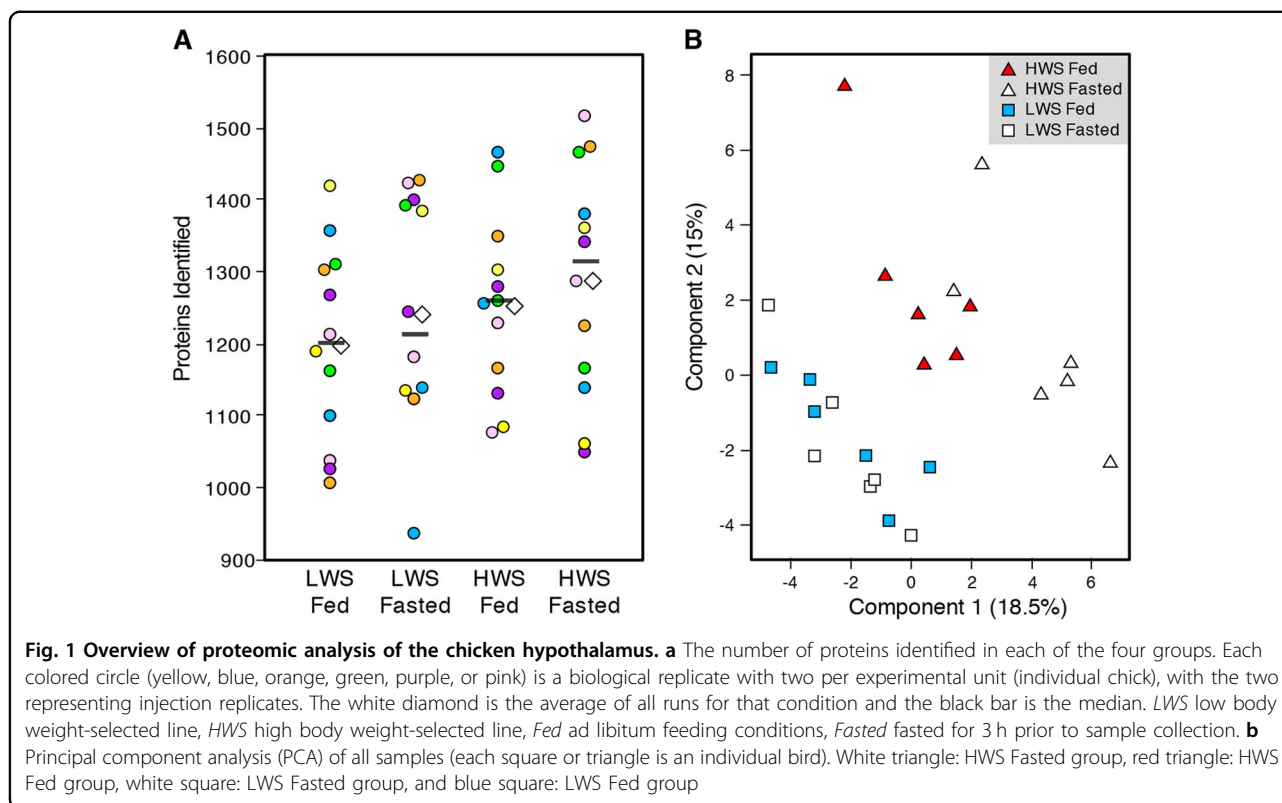 A
1600
1500
1400
1300
1200
1100
1000
900
Proteins Identified
LWS Fed
LWS Fasted
HWS Fed
HWS Fasted
B
HWS Fed
HWS Fasted
LWS Fed
LWS Fasted
8
6
4
2
0
-2
-4
Component 2 (15%)
-4 -2 0 2 4 6
Component 1 (18.5%)
Fig. 1 Overview of proteomic analysis of the chicken hypothalamus. a The number of proteins identified in each of the four groups. Each
colored circle (yellow, blue, orange, green, purple, or pink) is a biological replicate with two per experimental unit (individual chick), with the two
representing injection replicates. The white diamond is the average of all runs for that condition and the black bar is the median. LWS low body
weight-selected line, HWS high body weight-selected line, Fed ad libitum feeding conditions, Fasted fasted for 3 h prior to sample collection. b
Principal component analysis (PCA) of all samples (each square or triangle is an individual bird). White triangle: HWS Fasted group, red triangle: HWS
Fed group, white square: LWS Fasted group, and blue square: LWS Fed group